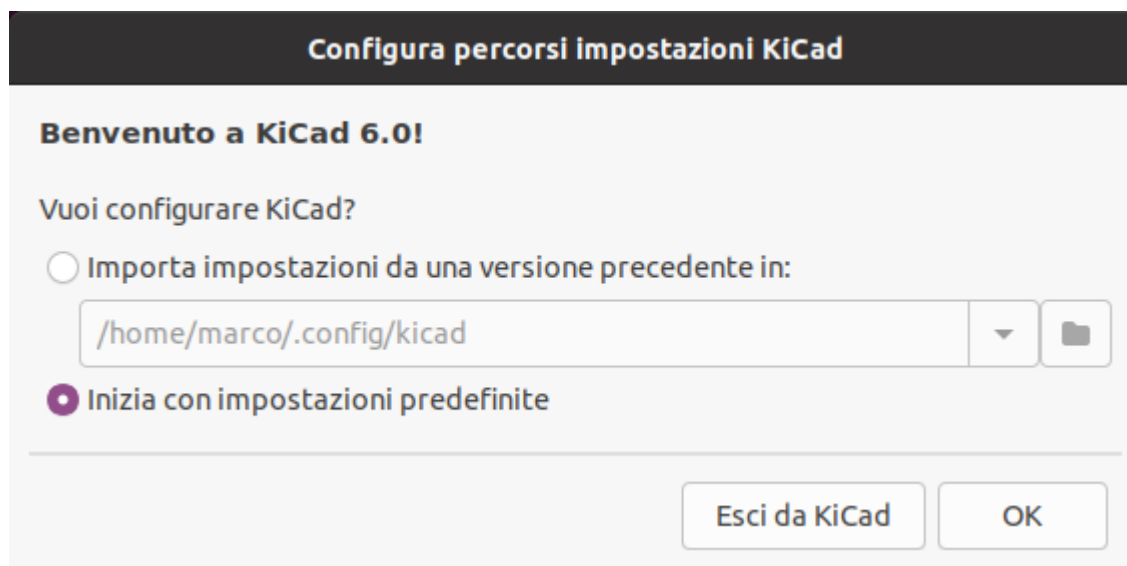 Configura percorsi impostazioni KiCad
Benvenuto a KiCad 6.0!
Vuoi configurare KiCad?
Importa impostazioni da una versione precedente in:
/home/marco/.config/kicad
Inizia con impostazioni predefinite
Esci da KiCad OK